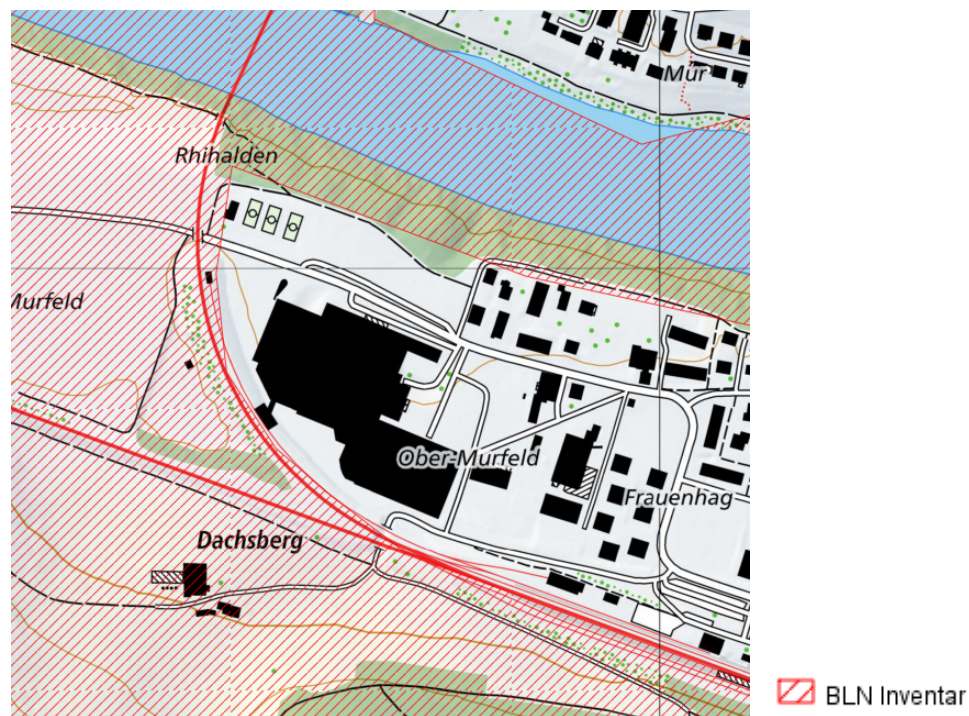 Mur
Rhihalden
Murfeld
Ober-Murfeld
Frauenhag
Dachsberg
BLN Inventar